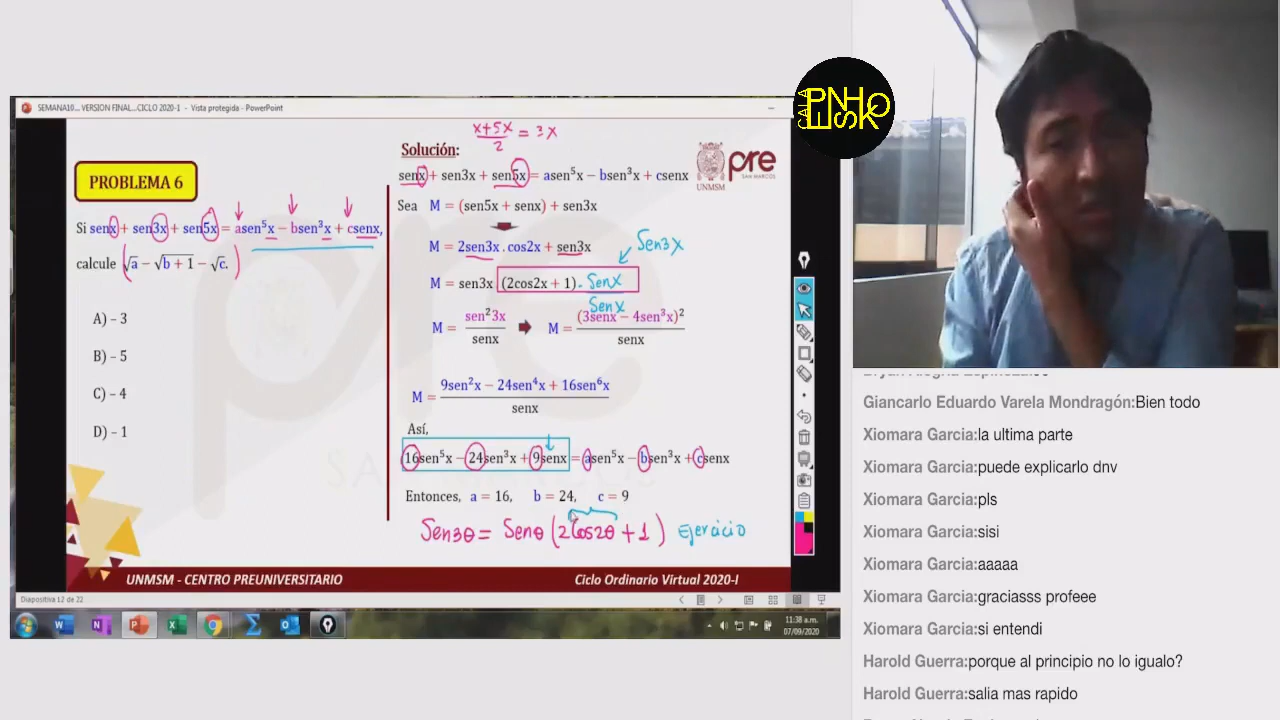 SEMANA10... VERSION FINAL...CICLO 2020-1 - Vista protegida - PowerPoint
PROBLEMA 6
Si senx + sen3x + sen5x = asen⁵x − bsen³x + csenx,
calcule (√a − √b + 1 − √c.)
A) – 3
B) – 5
C) – 4
D) – 1
x+5x/2 = 3x
Solución:
senx + sen3x + sen5x = asen⁵x − bsen³x + csenx
Sea M = (sen5x + senx) + sen3x
M = 2sen3x . cos2x + sen3x
Sen3x
M = sen3x (2cos2x + 1) . Senx
Senx
M = sen²3x/senx M = (3senx − 4sen³x)²/senx
M = 9sen²x − 24sen⁴x + 16sen⁶x/senx
Así,
16sen⁵x − 24sen³x + 9senx = asen⁵x − bsen³x + csenx
Entonces, a = 16, b = 24, c = 9
Sen3θ = Senθ (2Cos2θ + 1) Ejercicio
pre
SAN MARCOS
UNMSM
UNMSM - CENTRO PREUNIVERSITARIO
Ciclo Ordinario Virtual 2020-I
Diapositiva 12 de 22
11:38 a.m.
07/09/2020
Giancarlo Eduardo Varela Mondragón:Bien todo
Xiomara Garcia:la ultima parte
Xiomara Garcia:puede explicarlo dnv
Xiomara Garcia:pls
Xiomara Garcia:sisi
Xiomara Garcia:aaaaa
Xiomara Garcia:graciasss profeee
Xiomara Garcia:si entendi
Harold Guerra:porque al principio no lo igualo?
Harold Guerra:salia mas rapido